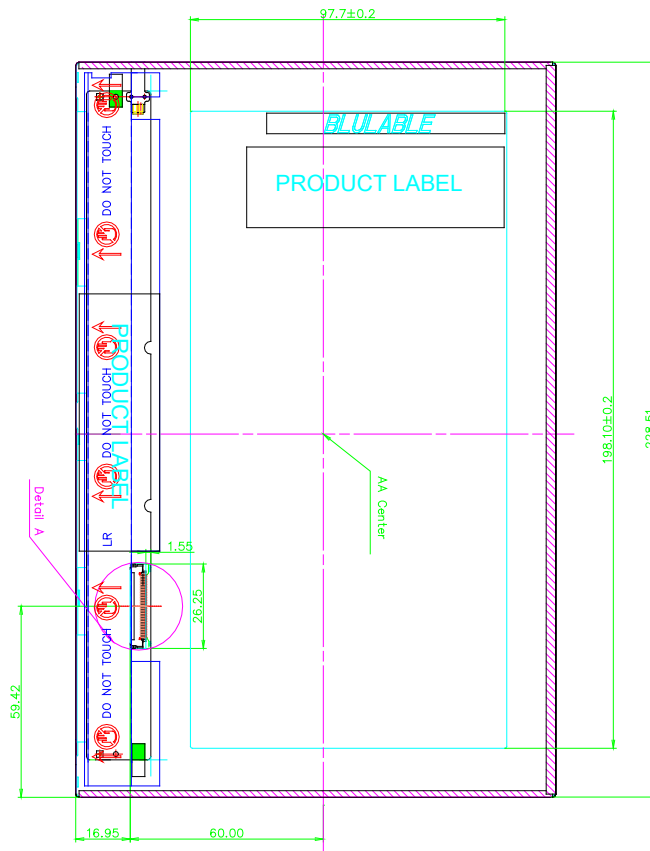 97.7±0.2
BLULABLE
PRODUCT LABEL
DO NOT TOUCH
PRODUCT LABEL
DO NOT TOUCH
198.10±0.2
AA Center
Detail A
LR
1.55
26.25
DO NOT TOUCH
59.42
16.95
60.00